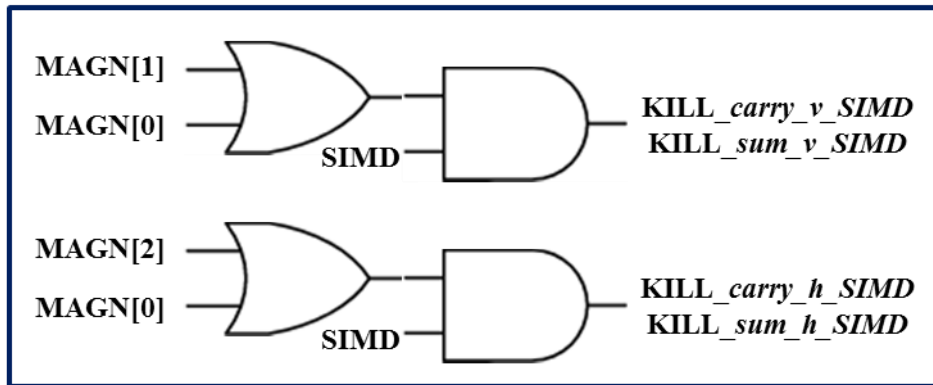 MAGN[1]
MAGN[0]
SIMD
KILL_carry_v_SIMD
KILL_sum_v_SIMD
MAGN[2]
MAGN[0]
SIMD
KILL_carry_h_SIMD
KILL_sum_h_SIMD